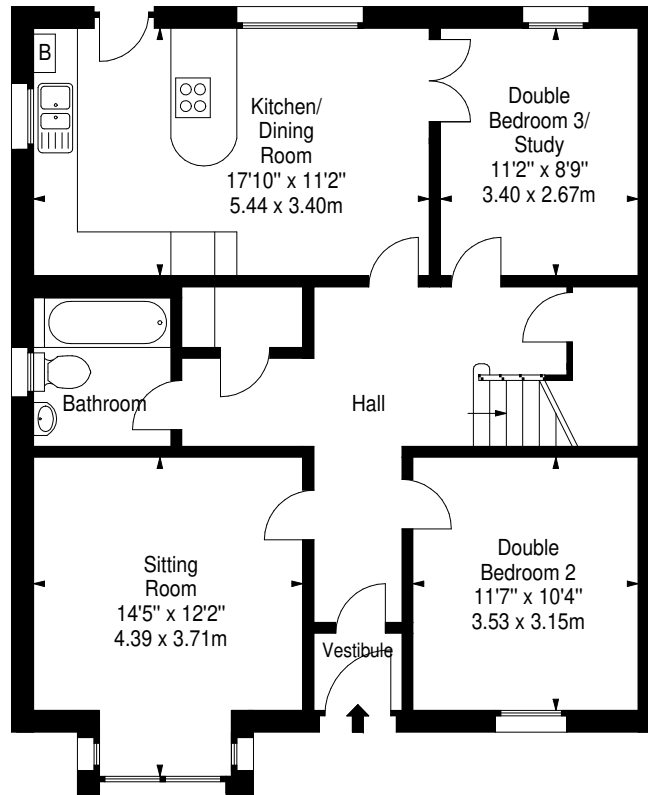 B
Kitchen/
Dining
Room
17'10" x 11'2"
5.44 x 3.40m
Double
Bedroom 3/
Study
11'2" x 8'9"
3.40 x 2.67m
Bathroom
Hall
Sitting
Room
14'5" x 12'2"
4.39 x 3.71m
Double
Bedroom 2
11'7" x 10'4"
3.53 x 3.15m
Vestibule